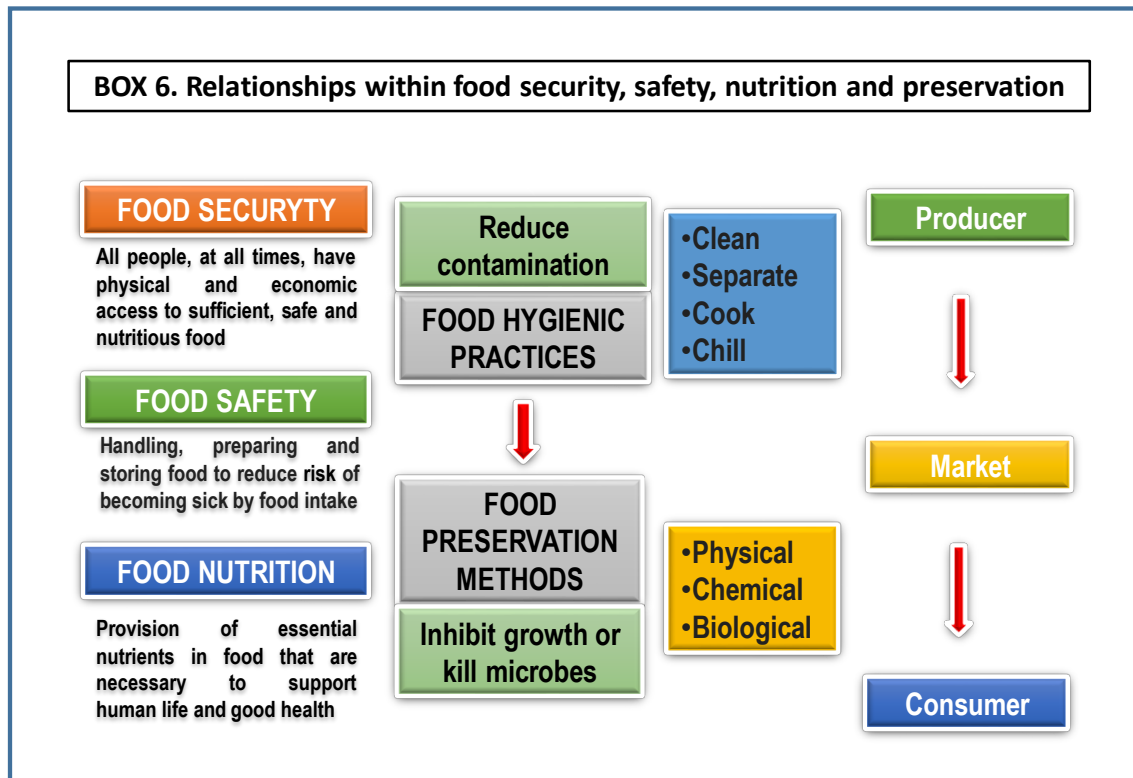 BOX 6. Relationships within food security, safety, nutrition and preservation
FOOD SECURYTY
All people, at all times, have
physical and economic
access to sufficient, safe and
nutritious food
FOOD SAFETY
Handling, preparing and
storing food to reduce risk of
becoming sick by food intake
FOOD NUTRITION
Provision of essential
nutrients in food that are
necessary to support
human life and good health
Reduce
contamination
FOOD HYGIENIC
PRACTICES
FOOD
PRESERVATION
METHODS
Inhibit growth or
kill microbes
•Clean
•Separate
•Cook
•Chill
•Physical
•Chemical
•Biological
Producer
Market
Consumer